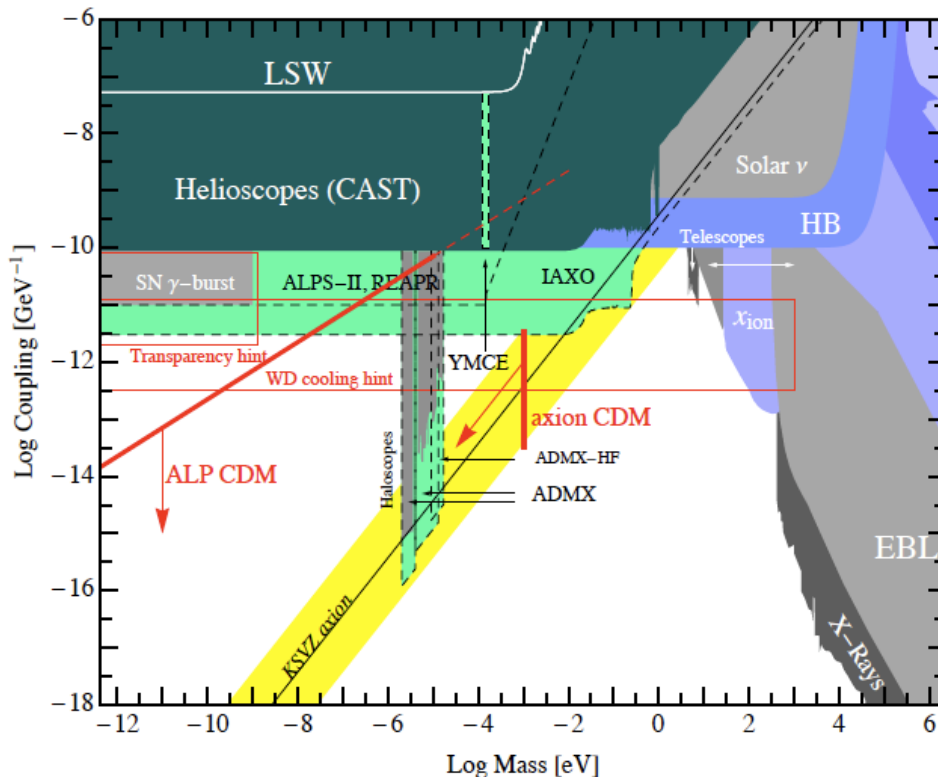 −6
−8
−10
−12
−14
−16
−18
Log Coupling [GeV⁻¹]
LSW
Helioscopes (CAST)
Solar ν
HB
Telescopes
SN γ−burst
ALPS−II, REAPR
IAXO
x_ion
Transparency hint
YMCE
WD cooling hint
axion CDM
ALP CDM
Haloscopes
ADMX−HF
ADMX
EBL
KSVZ axion
X−Rays
−12 −10 −8 −6 −4 −2 0 2 4 6
Log Mass [eV]